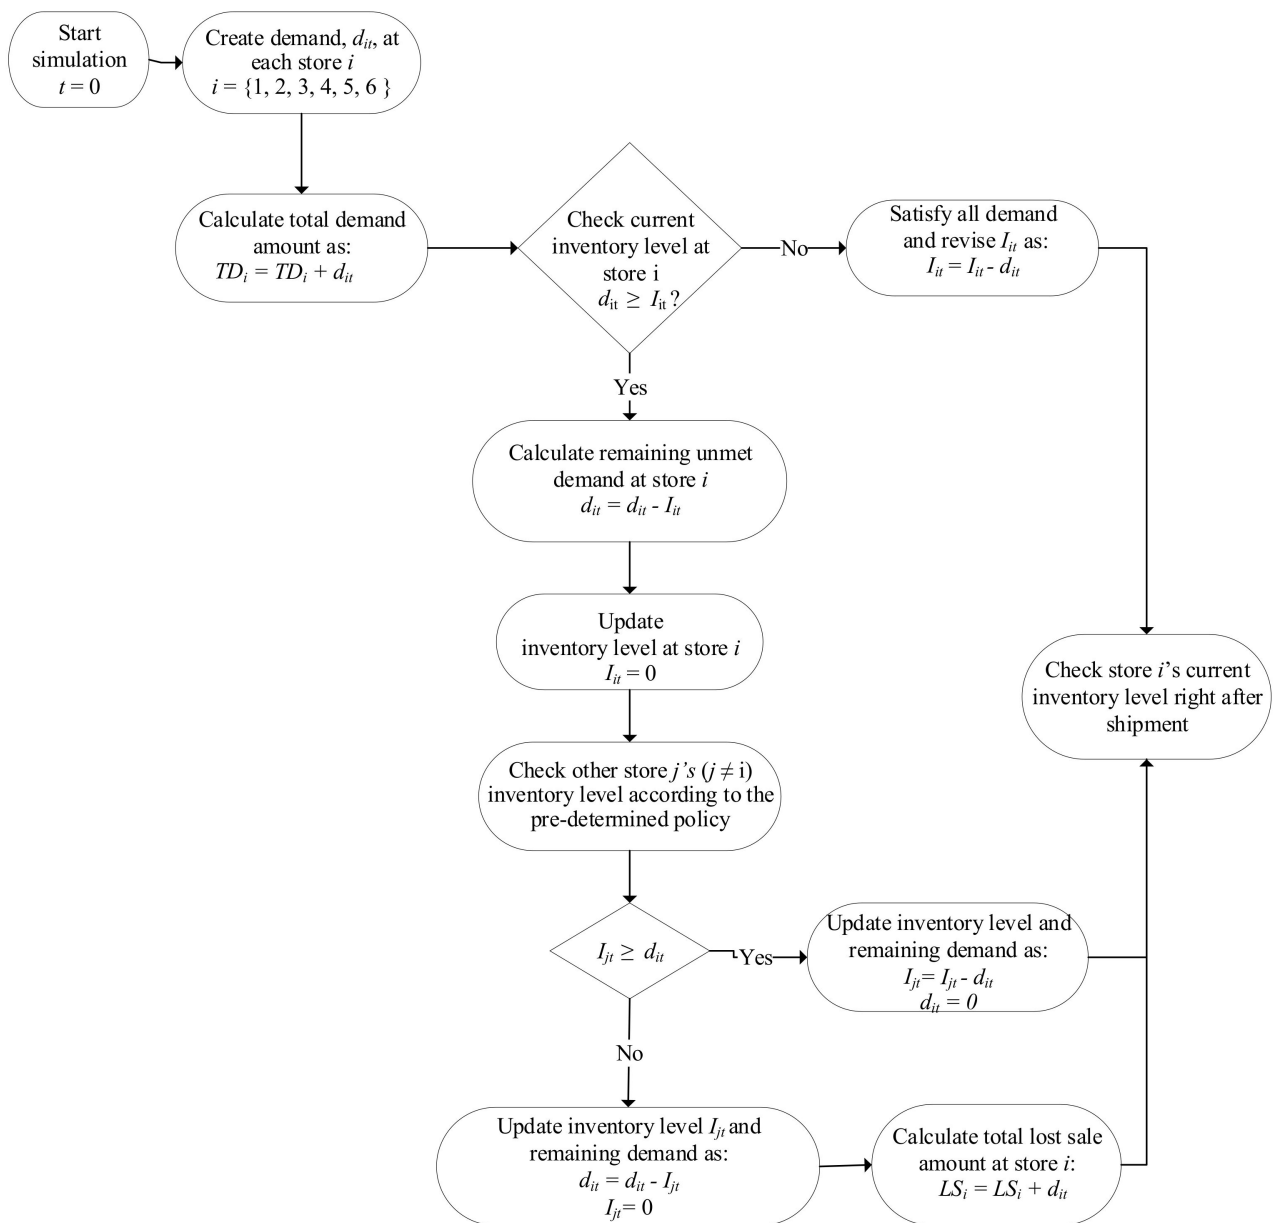 Start
simulation
t = 0
Create demand, dit, at
each store i
i = {1, 2, 3, 4, 5, 6 }
Calculate total demand
amount as:
TDi = TDi + dit
Check current
inventory level at
store i
dit ≥ Iit ?
No
Satisfy all demand
and revise Iit as:
Iit = Iit - dit
Yes
Calculate remaining unmet
demand at store i
dit = dit - Iit
Update
inventory level at store i
Iit = 0
Check store i’s current
inventory level right after
shipment
Check other store j’s (j ≠ i)
inventory level according to the
pre-determined policy
Ijt ≥ dit
Yes
Update inventory level and
remaining demand as:
Ijt = Ijt - dit
dit = 0
No
Update inventory level Ijt and
remaining demand as:
dit = dit - Ijt
Ijt = 0
Calculate total lost sale
amount at store i:
LSi = LSi + dit